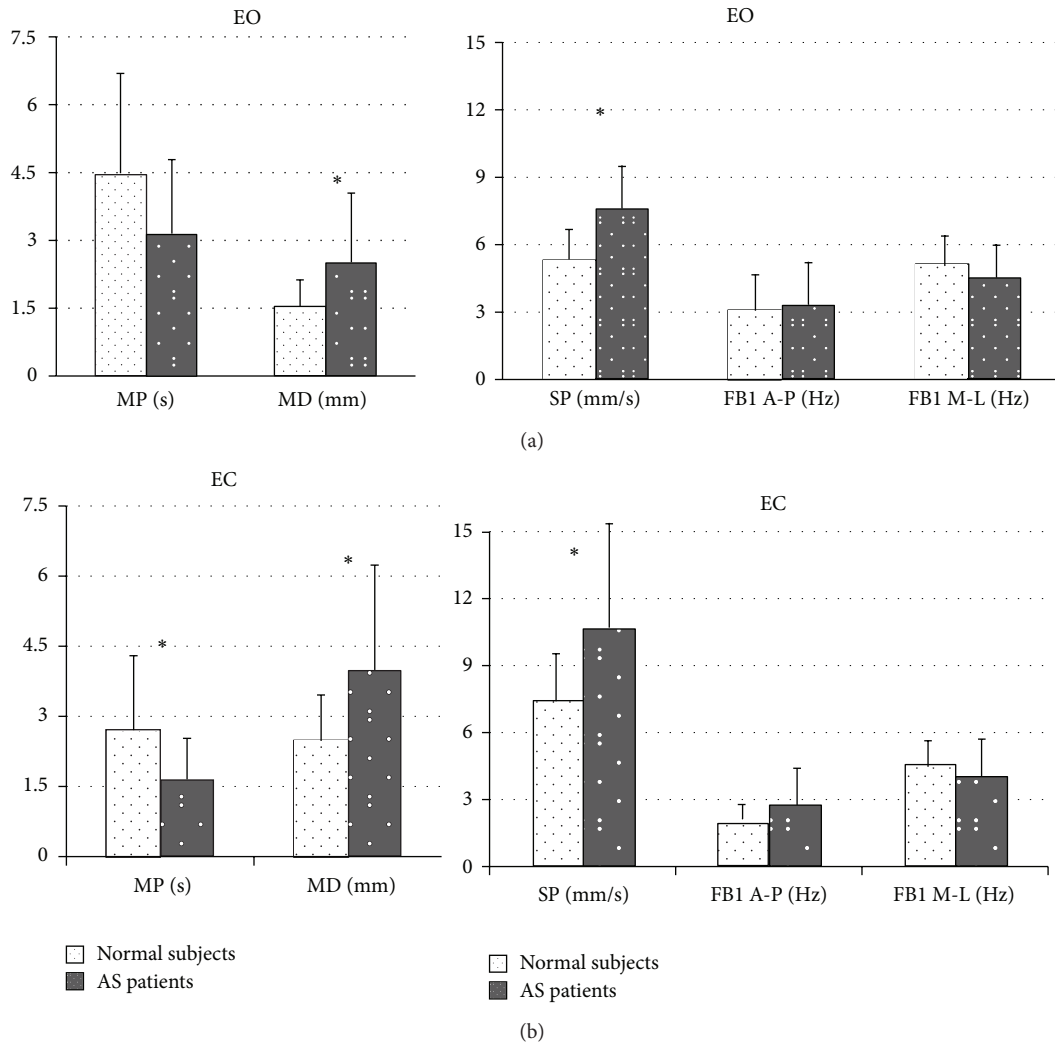 EO
7.5
6
4.5
3
1.5
0
*
MP (s) MD (mm)
EO
15
12
9
6
3
0
*
SP (mm/s) FB1 A-P (Hz) FB1 M-L (Hz)
(a)
EC
7.5
6
4.5
3
1.5
0
*
*
MP (s) MD (mm)
Normal subjects
AS patients
EC
15
12
9
6
3
0
*
SP (mm/s) FB1 A-P (Hz) FB1 M-L (Hz)
Normal subjects
AS patients
(b)